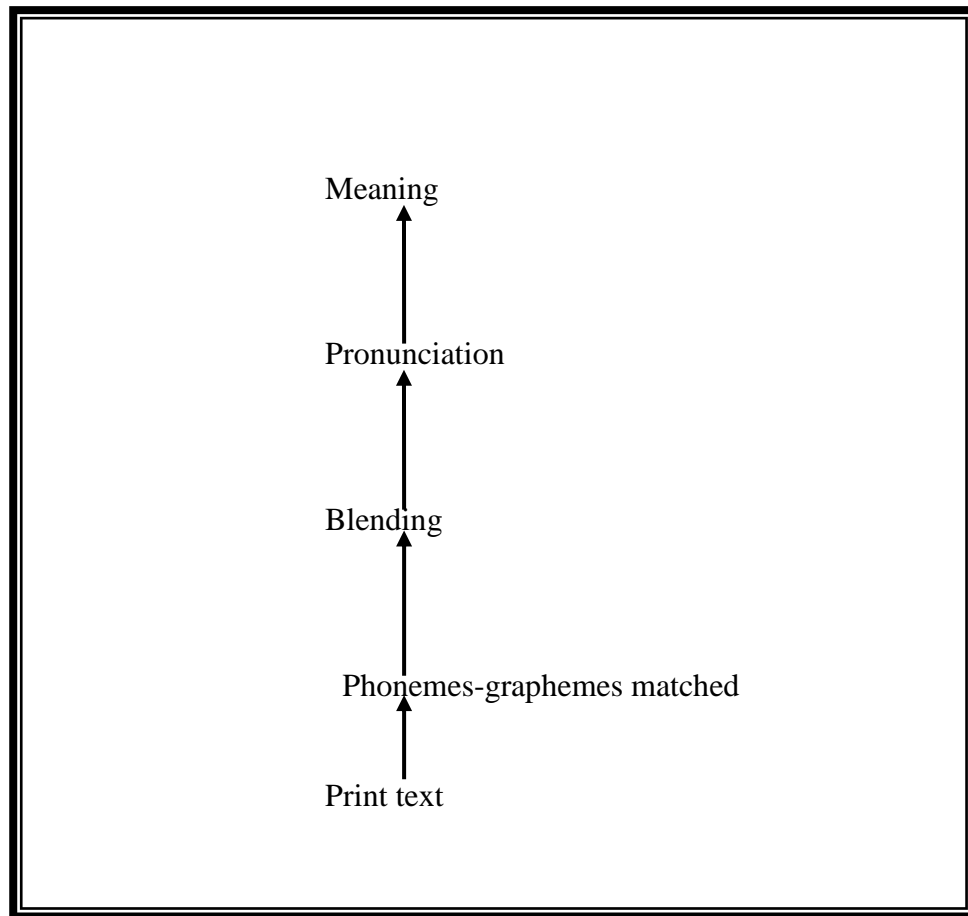 Meaning
Pronunciation
Blending
Phonemes-graphemes matched
Print text